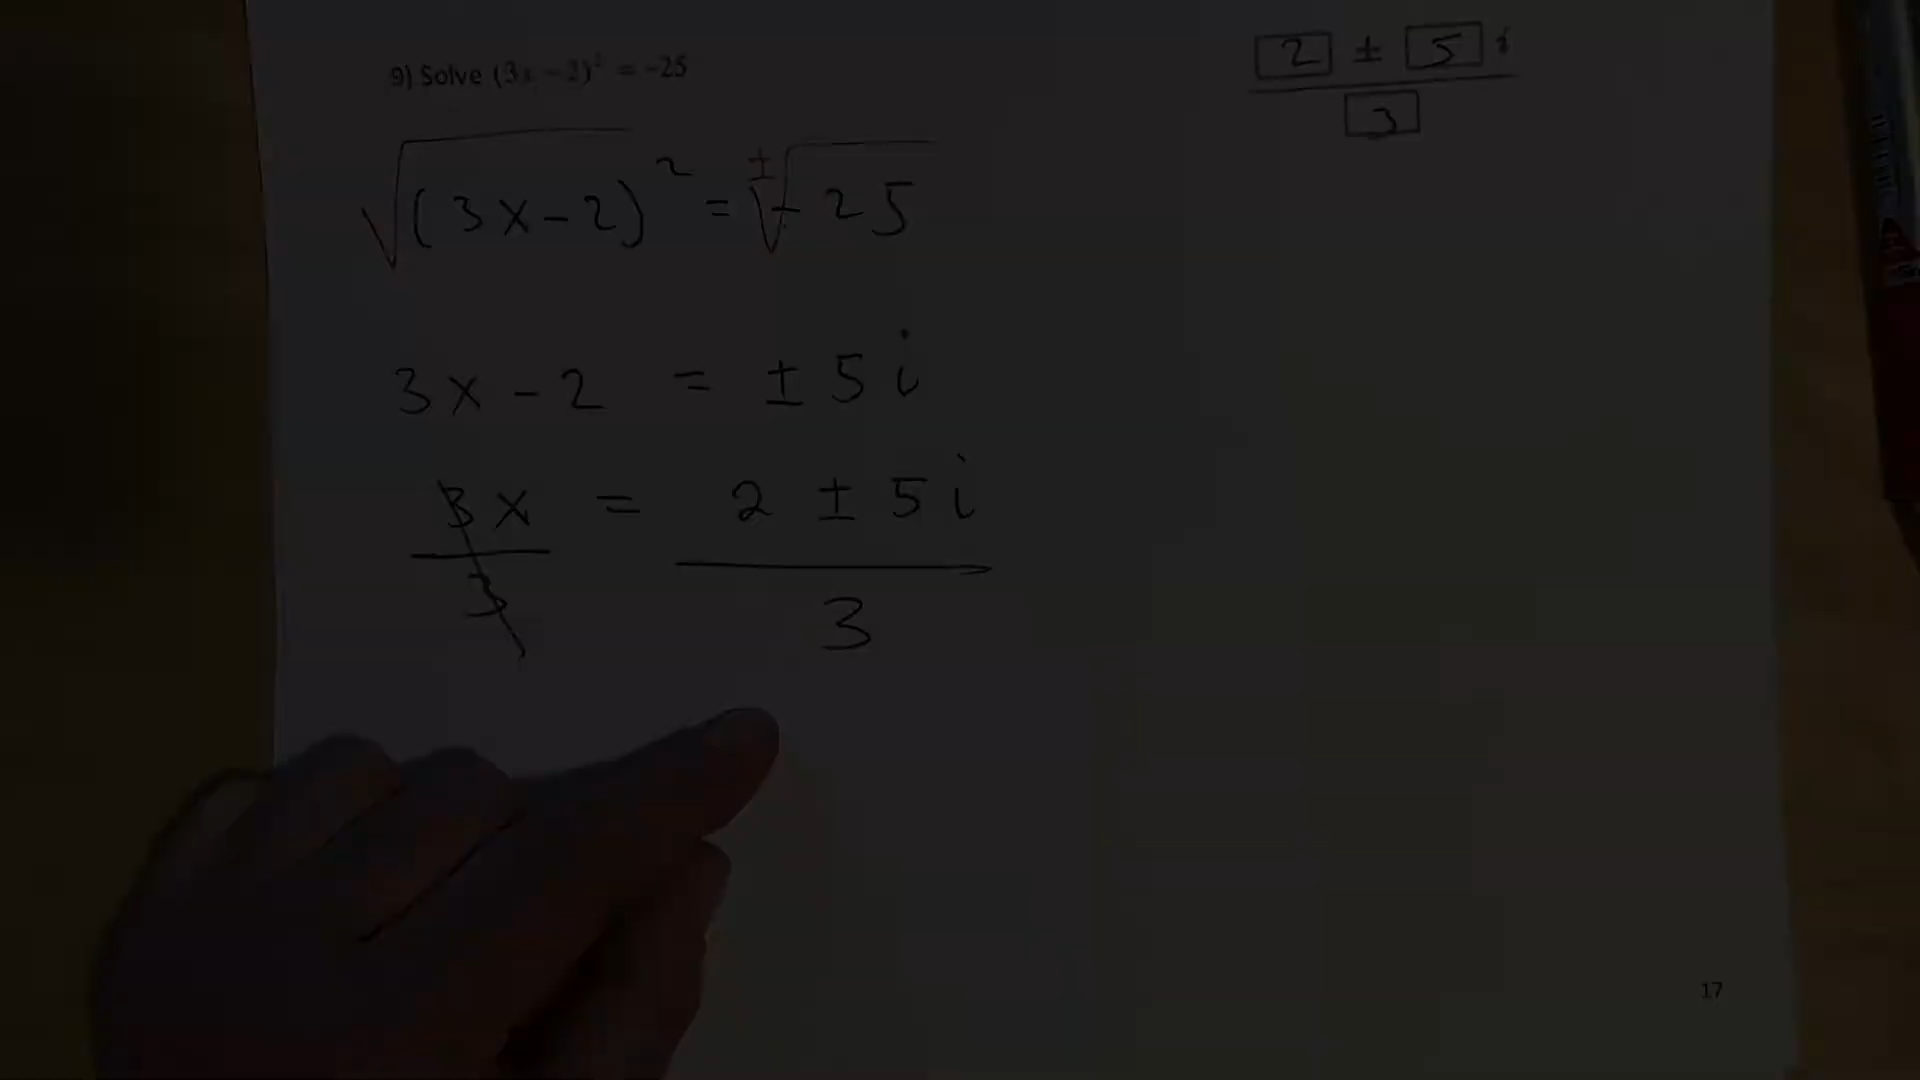 9) Solve (3x - 2)² = -25
√(3x-2)² = ±√-25
3x-2 = ±5i
3x = 2 ± 5i
3 3
2 ± 5 i
3
17